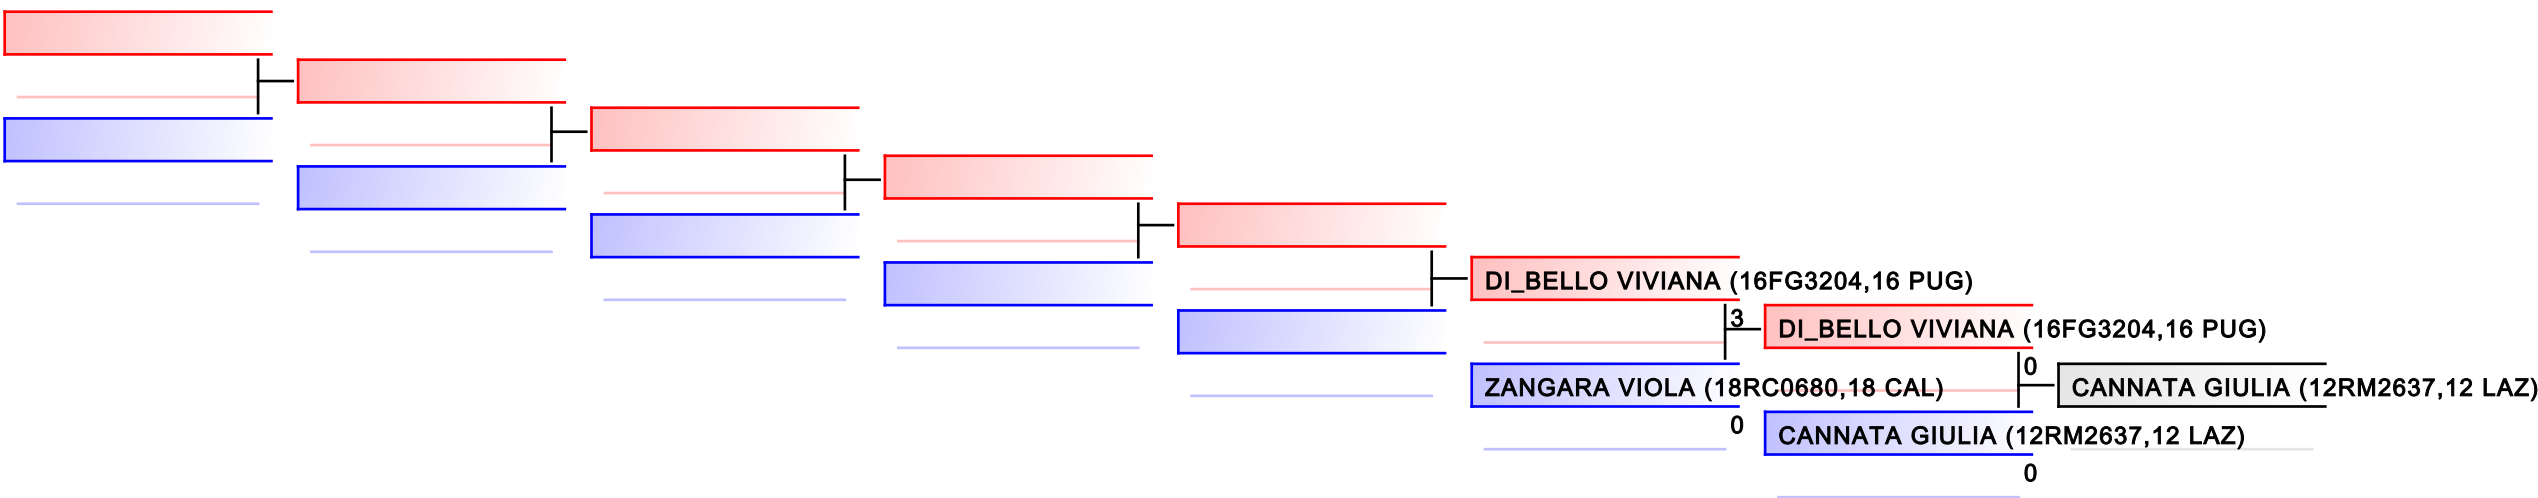 DI_BELLO VIVIANA (16FG3204,16 PUG)
3
DI_BELLO VIVIANA (16FG3204,16 PUG)
0
ZANGARA VIOLA (18RC0680,18 CAL)
CANNATA GIULIA (12RM2637,12 LAZ)
0
CANNATA GIULIA (12RM2637,12 LAZ)
0